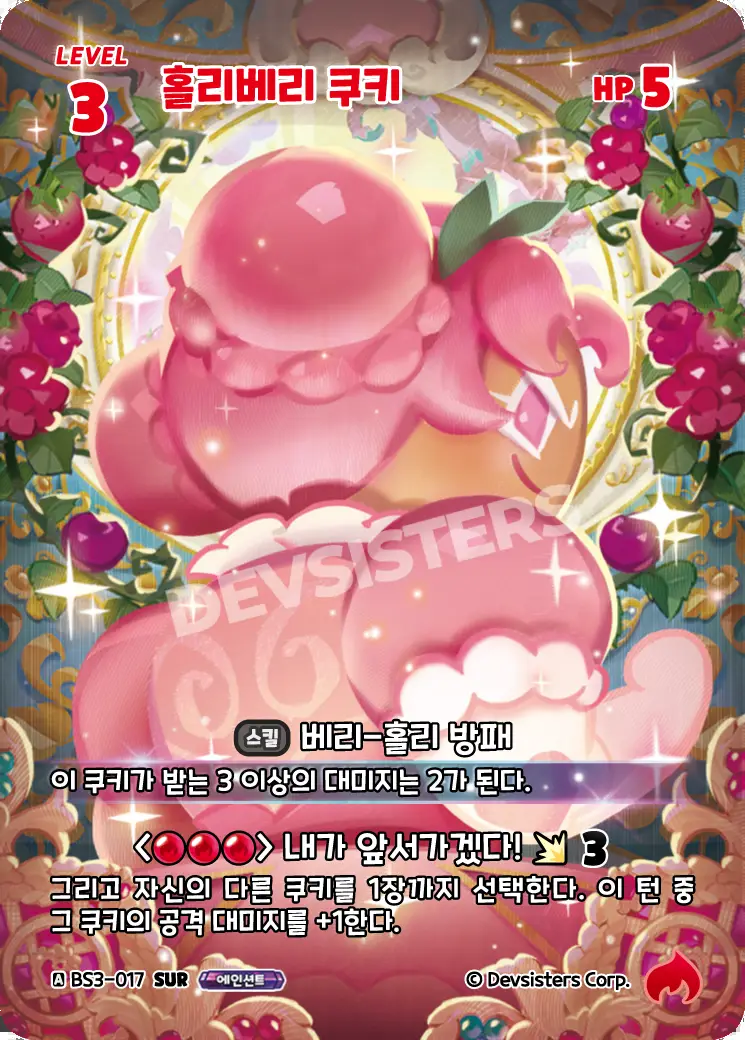 LEVEL
3
홀리베리 쿠키
HP 5
DEVSISTERS
스킬 베리-홀리 방패
이 쿠키가 받는 3 이상의 대미지는 2가 된다.
<●●●> 내가 앞서가겠다! 3
그리고 자신의 다른 쿠키를 1장까지 선택한다. 이 턴 중
그 쿠키의 공격 대미지를 +1한다.
A BS3-017 SUR 에인션트 © Devsisters Corp.